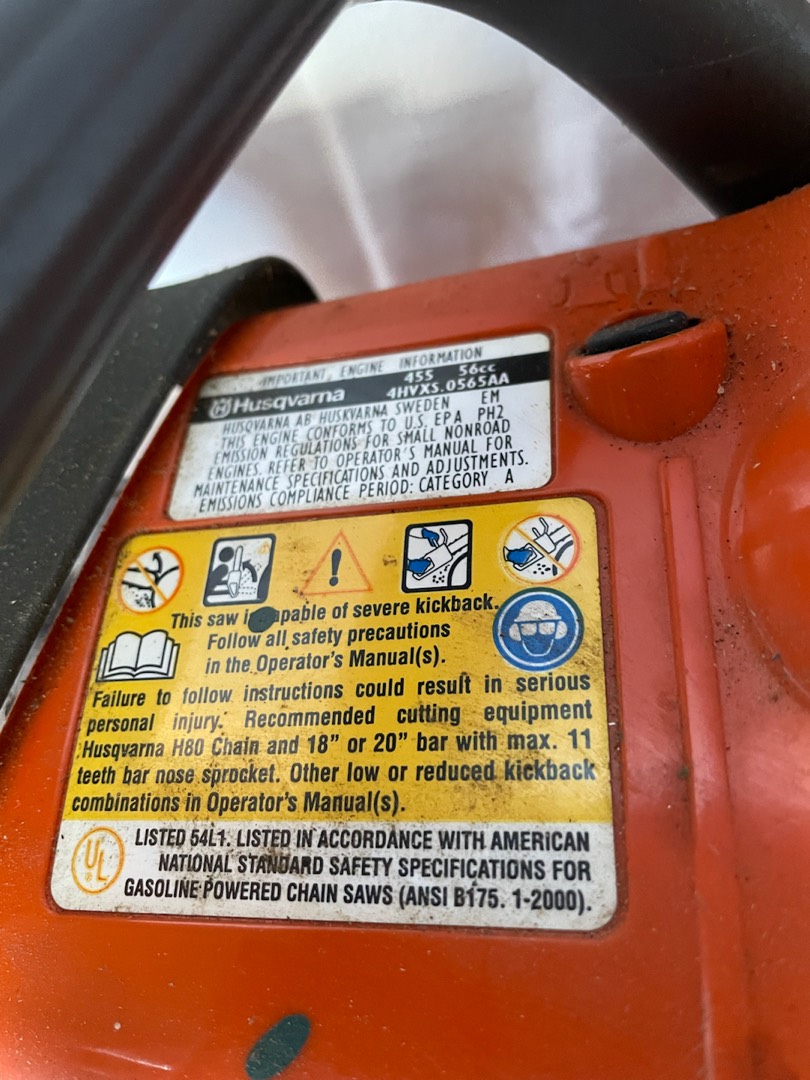 IMPORTANT, ENGINE INFORMATION
455 56cc
Husqvarna 4HVXS.0565AA
HUSQVARNA AB HUSKVARNA SWEDEN EM
THIS ENGINE CONFORMS TO U.S. EPA PH2
EMISSION REGULATIONS FOR SMALL NONROAD
ENGINES. REFER TO OPERATOR'S MANUAL FOR
MAINTENANCE SPECIFICATIONS AND ADJUSTMENTS.
EMISSIONS COMPLIANCE PERIOD: CATEGORY A
This saw is capable of severe kickback.
Follow all safety precautions
in the Operator's Manual(s).
Failure to follow instructions could result in serious
personal injury. Recommended cutting equipment
Husqvarna H80 Chain and 18" or 20" bar with max. 11
teeth bar nose sprocket. Other low or reduced kickback
combinations in Operator's Manual(s).
UL
LISTED 54L1. LISTED IN ACCORDANCE WITH AMERICAN
NATIONAL STANDARD SAFETY SPECIFICATIONS FOR
GASOLINE POWERED CHAIN SAWS (ANSI B175. 1-2000).